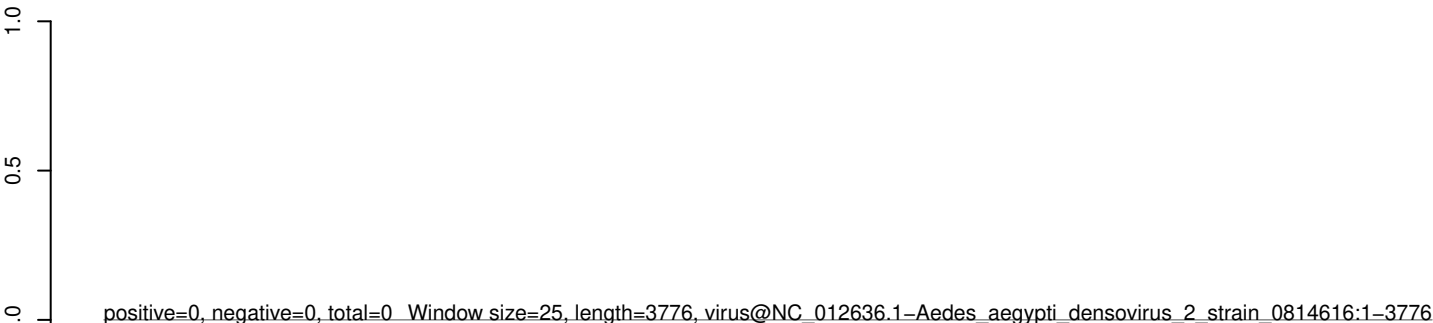 1.0
0.5
.0
positive=0, negative=0, total=0   Window size=25, length=3776, virus@NC_012636.1−Aedes_aegypti_densovirus_2_strain_0814616:1−3776